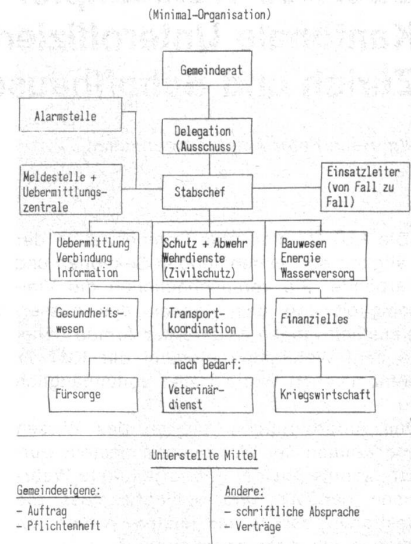 (Minimal-Organisation)
Gemeinderat
Alarmstelle
Delegation
(Ausschuss)
Meldestelle +
Uebermittlungs-
zentrale
Stabschef
Einsatzleiter
(von Fall zu
Fall)
Uebermittlung
Verbindung
Information
Schutz + Abwehr
Wehrdienste
(Zivilschutz)
Bauwesen
Energie
Wasserversorg
Gesundheits-
wesen
Transport-
koordination
Finanzielles
nach Bedarf:
Fürsorge
Veterinär-
dienst
Kriegswirtschaft
Unterstellte Mittel
Gemeindeeigene:
- Auftrag
- Pflichtenheft
Andere:
- schriftliche Absprache
- Verträge